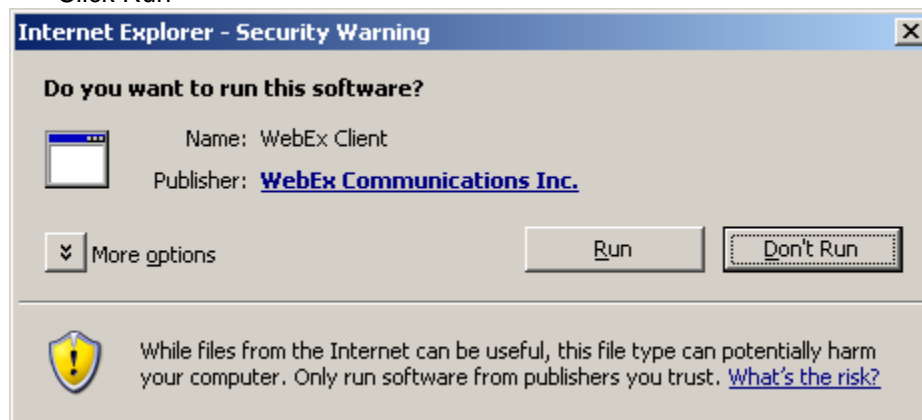 Click Run
Internet Explorer - Security Warning
Do you want to run this software?
Name: WebEx Client
Publisher: WebEx Communications Inc.
More options
Run
Don't Run
While files from the Internet can be useful, this file type can potentially harm
your computer. Only run software from publishers you trust. What's the risk?